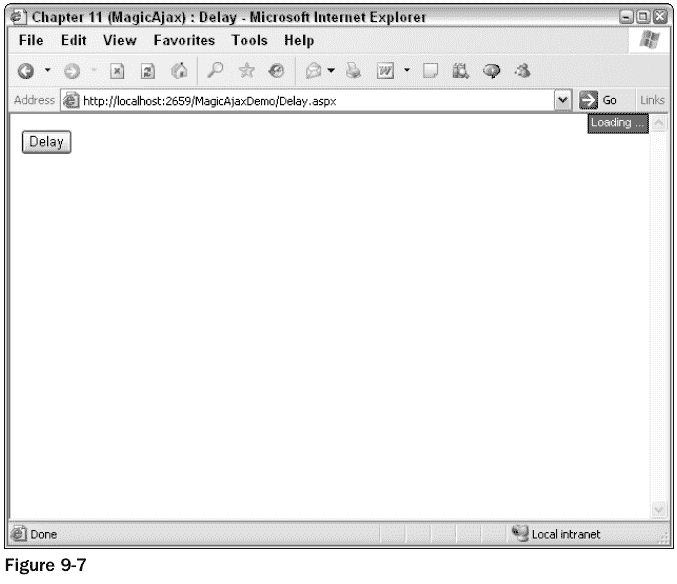 Chapter 11 (MagicAjax) : Delay - Microsoft Internet Explorer
File Edit View Favorites Tools Help
Address http://localhost:2659/MagicAjaxDemo/Delay.aspx Go Links
Loading ...
Delay
Done Local intranet
Figure 9-7